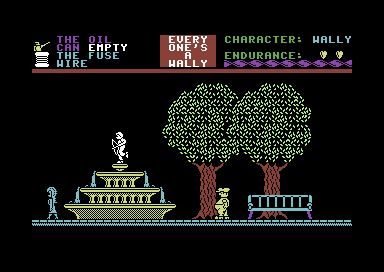 THE OIL
CAN EMPTY
THE FUSE
WIRE
EVERY
ONE'S
A
WALLY
CHARACTER: WALLY
ENDURANCE: